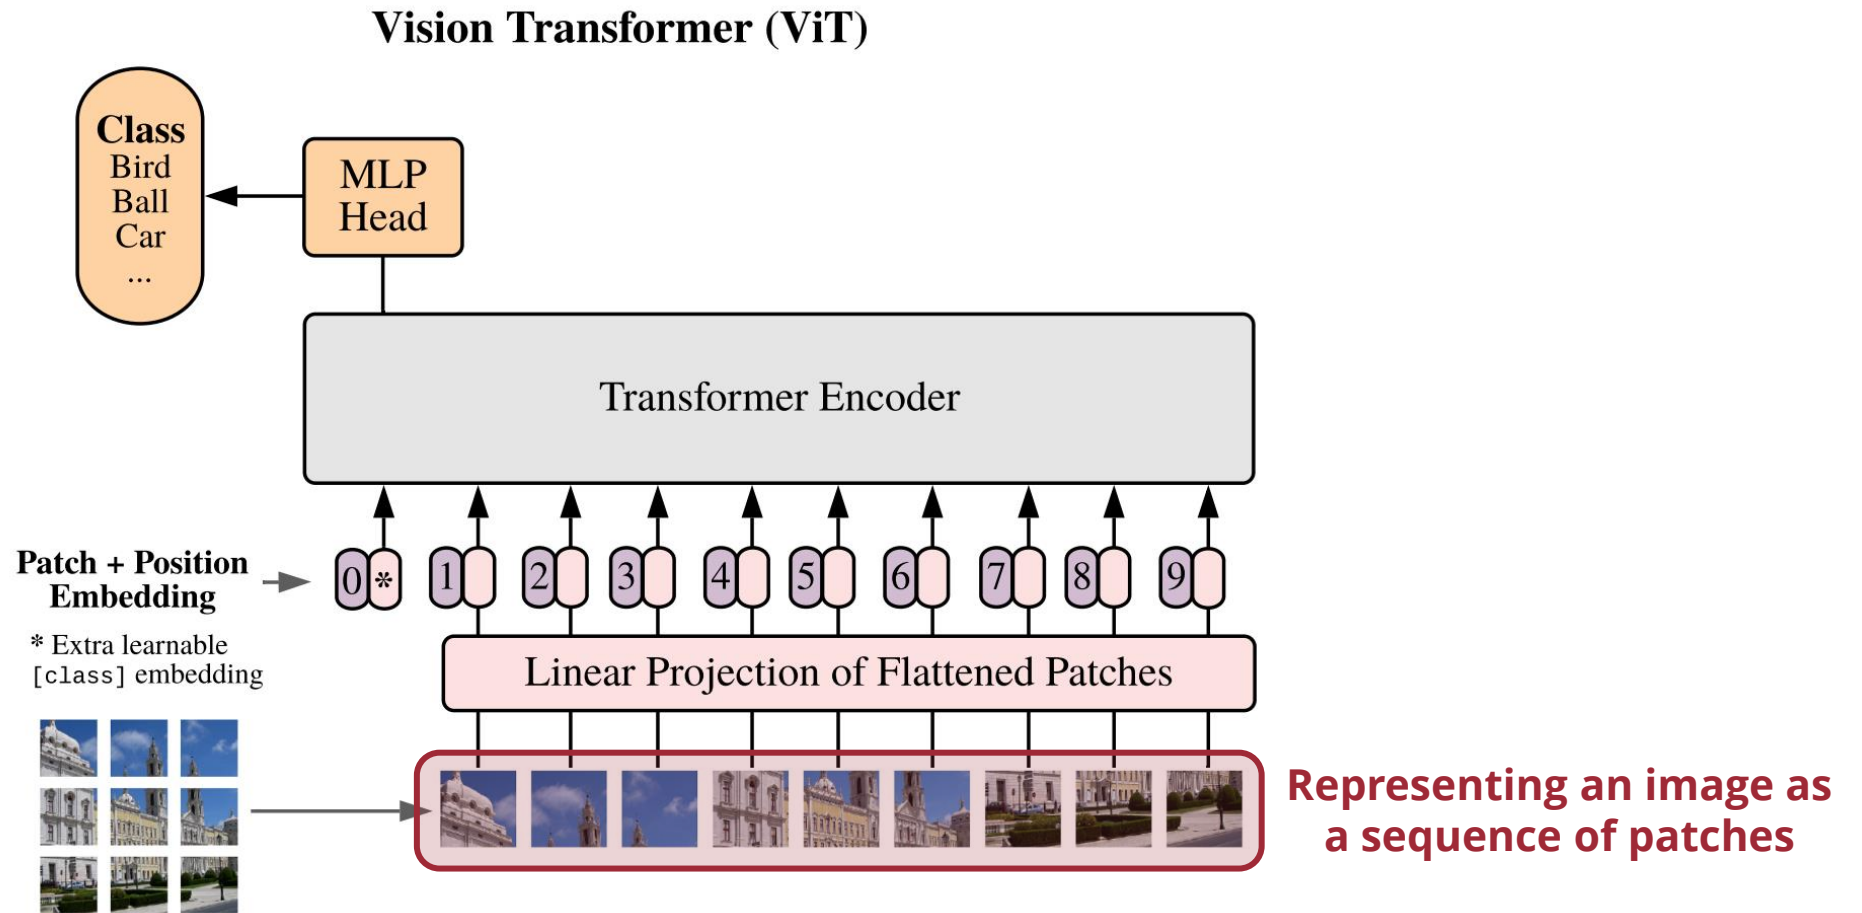 Vision Transformer (ViT)
Class
Bird
Ball
Car
...
MLP
Head
Transformer Encoder
Patch + Position
Embedding
0 * 1 2 3 4 5 6 7 8 9
* Extra learnable
[class] embedding
Linear Projection of Flattened Patches
Representing an image as
a sequence of patches